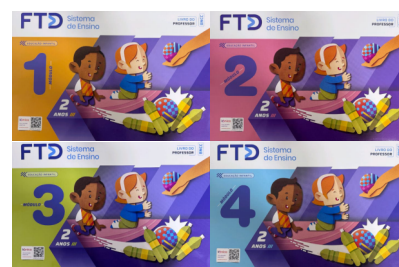 FTD Sistema
de Ensino
LIVRO DO
PROFESSOR
1
MÓDULO
2
ANOS
FTD Sistema
de Ensino
LIVRO DO
PROFESSOR
2
MÓDULO
2
ANOS
FTD Sistema
de Ensino
LIVRO DO
PROFESSOR
MÓDULO
3
2
ANOS
FTD Sistema
de Ensino
LIVRO DO
PROFESSOR
MÓDULO
4
2
ANOS